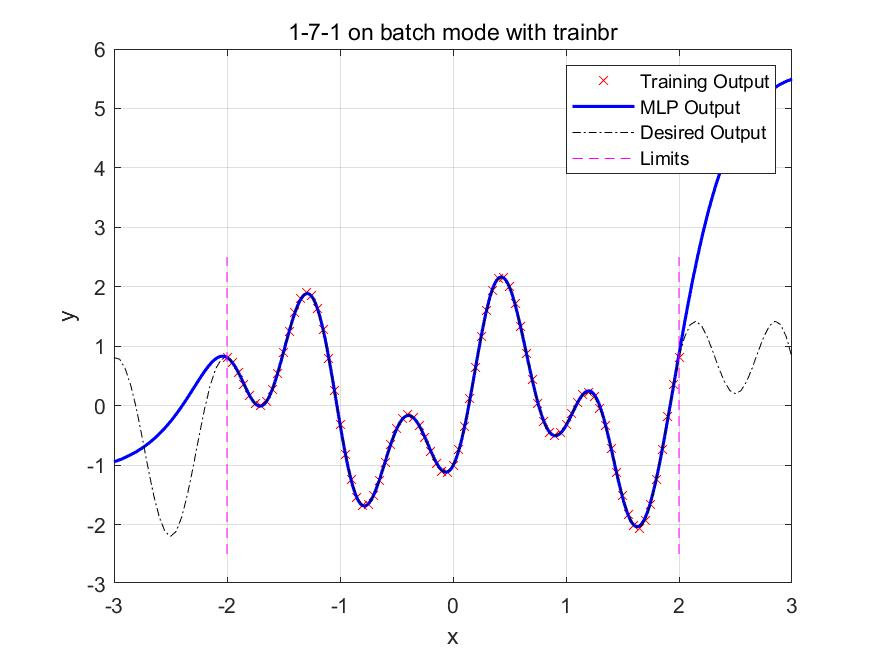 1-7-1 on batch mode with trainbr
6
5
4
3
2
1
0
-1
-2
-3
y
Training Output
MLP Output
Desired Output
Limits
-3 -2 -1 0 1 2 3
x